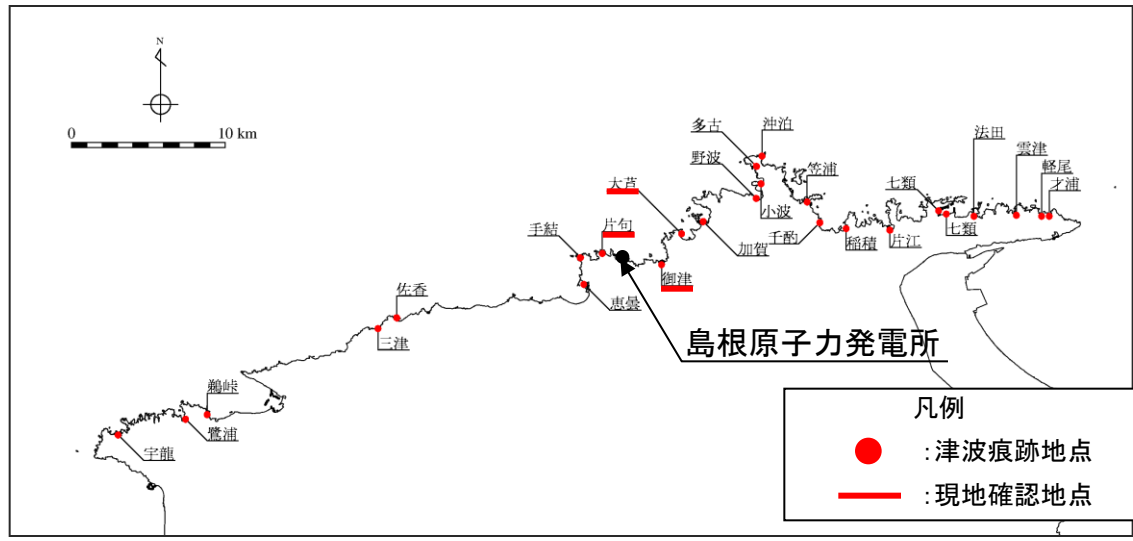 N
0 10 km
多古
沖泊
野波
笠浦
大芦
小波
千酌
稲積
片江
七類
七類
法田
雲津
軽尾
才浦
手結
片句
加賀
御津
恵曇
佐香
三津
鵜峠
鷺浦
宇龍
島根原子力発電所
凡例
:津波痕跡地点
:現地確認地点